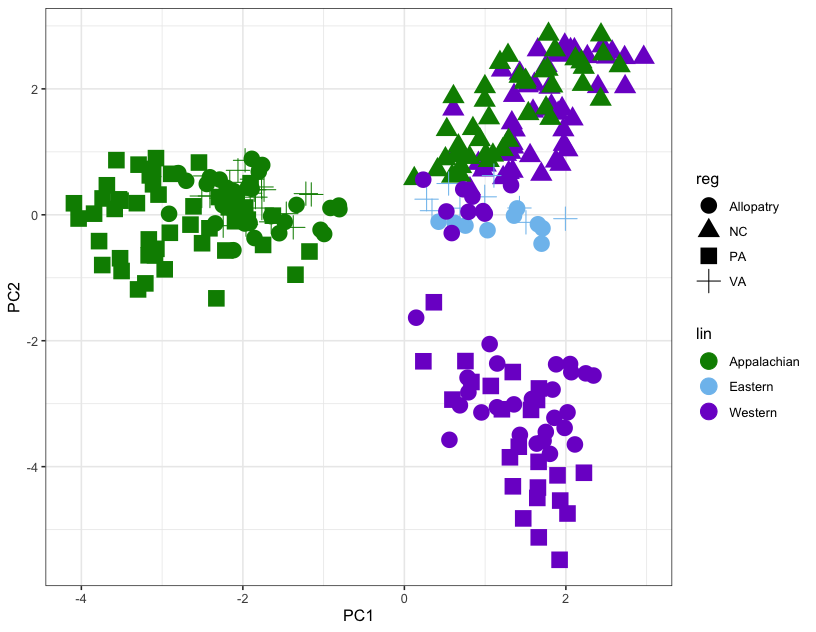 reg
Allopatry
NC
PA
VA
lin
Appalachian
Eastern
Western
2
0
-2
-4
PC2
-4
-2
0
2
PC1